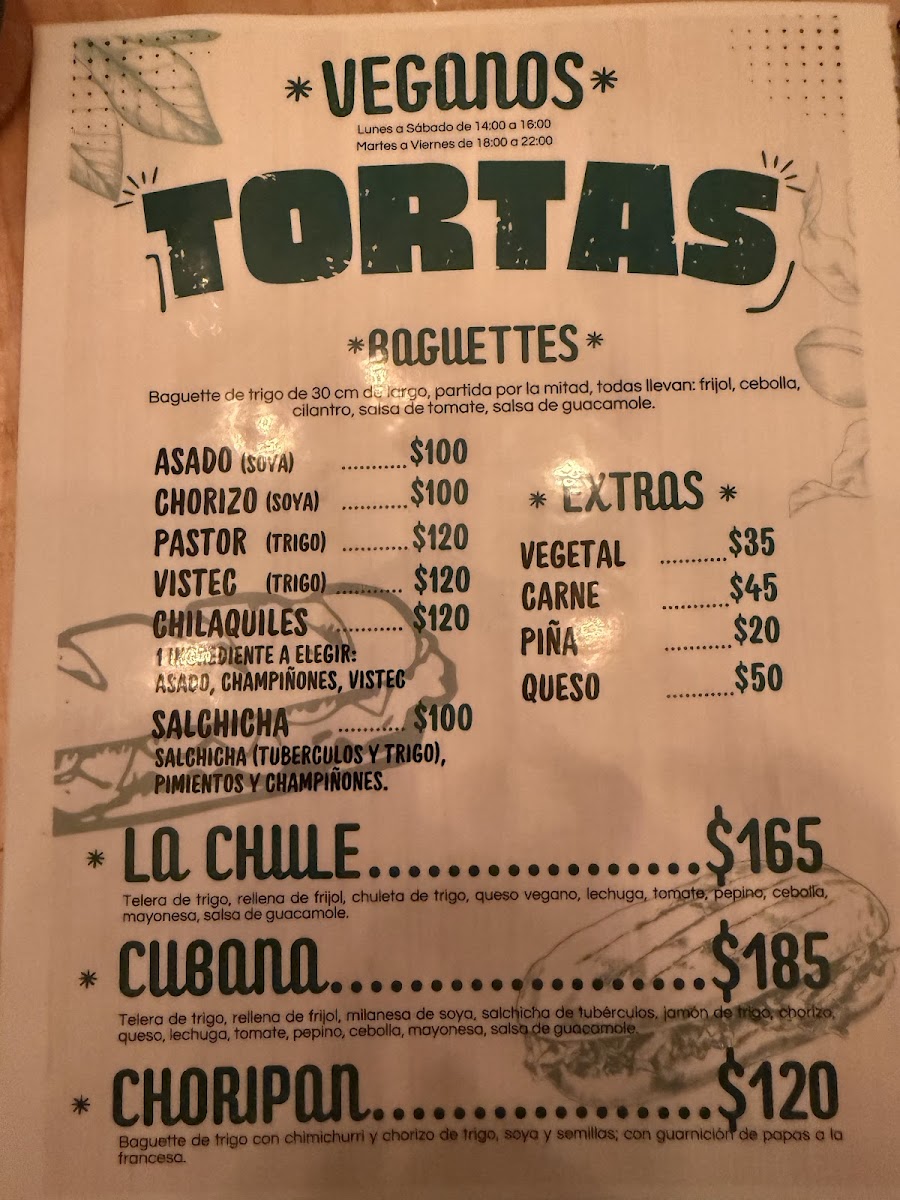 * VEGANOS *
Lunes a Sábado de 14:00 a 16:00
Martes a Viernes de 18:00 a 22:00
TORTAS
* BAGUETTES *
Baguette de trigo de 30 cm de largo, partida por la mitad, todas llevan: frijol, cebolla,
cilantro, salsa de tomate, salsa de guacamole.
ASADO (SOYA) ........... $100
CHORIZO (SOYA) ........... $100
PASTOR (TRIGO) ........... $120
VISTEC (TRIGO) ........... $120
CHILAQUILES ........... $120
1 INGREDIENTE A ELEGIR:
ASADO, CHAMPIÑONES, VISTEC
SALCHICHA ........... $100
SALCHICHA (TUBERCULOS Y TRIGO),
PIMIENTOS Y CHAMPIÑONES.
* EXTRAS *
VEGETAL ........... $35
CARNE ........... $45
PIÑA ........... $20
QUESO ........... $50
* LA CHULE.................$165
Telera de trigo, rellena de frijol, chuleta de trigo, queso vegano, lechuga, tomate, pepino, cebolla,
mayonesa, salsa de guacamole.
* CUBANA...................$185
Telera de trigo, rellena de frijol, milanesa de soya, salchicha de tubérculos, jamón de trigo, chorizo,
queso, lechuga, tomate, pepino, cebolla, mayonesa, salsa de guacamole.
* CHORIPAN.................$120
Baguette de trigo con chimichurri y chorizo de trigo, soya y semillas; con guarnición de papas a la
francesa.